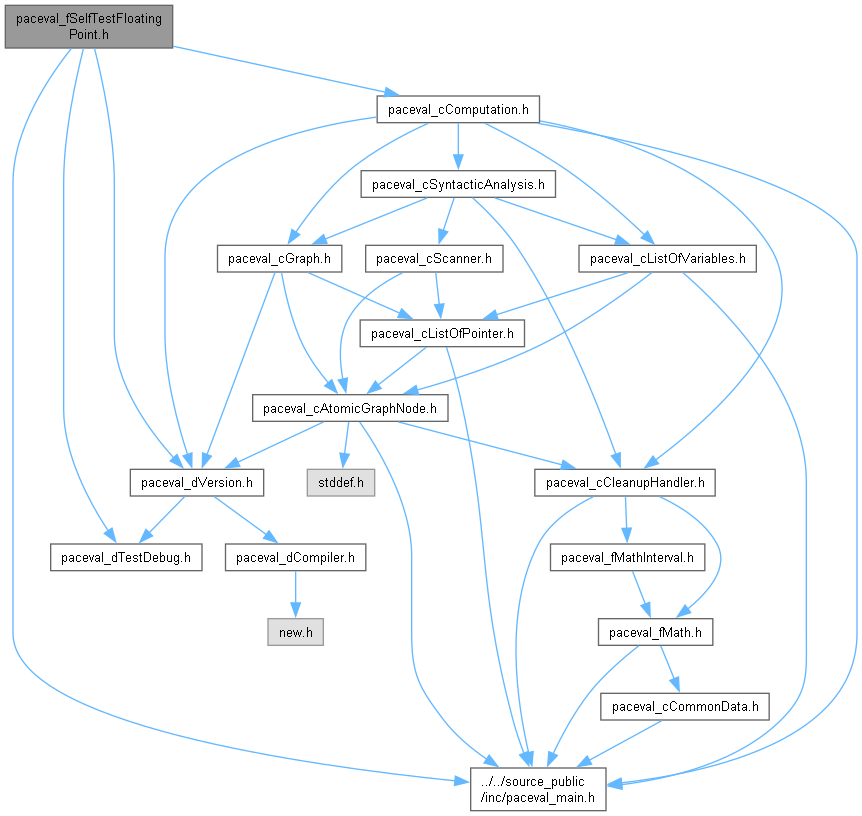 paceval_fSelfTestFloating
Point.h
paceval_cComputation.h
paceval_cSyntacticAnalysis.h
paceval_cGraph.h
paceval_cScanner.h
paceval_cListOfVariables.h
paceval_cListOfPointer.h
paceval_cAtomicGraphNode.h
paceval_dVersion.h
stddef.h
paceval_cCleanupHandler.h
paceval_dTestDebug.h
paceval_dCompiler.h
paceval_fMathInterval.h
new.h
paceval_fMath.h
paceval_cCommonData.h
../../source_public
/inc/paceval_main.h